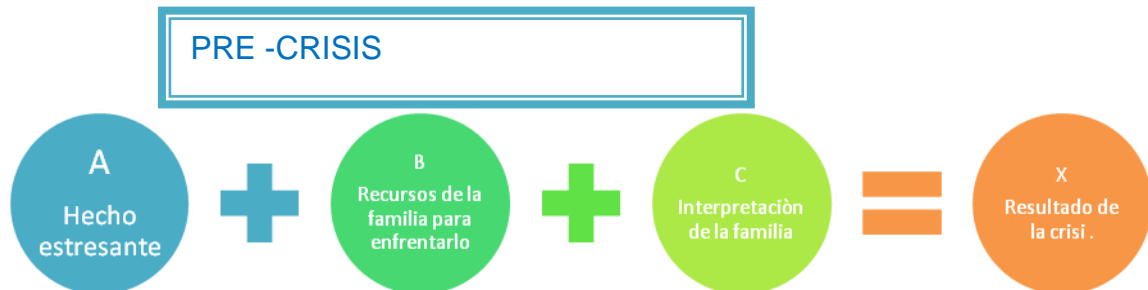 PRE -CRISIS
A
Hecho
estresante
B
Recursos de la
familia para
enfrentarlo
C
Interpretaciòn
de la familia
X
Resultado de
la crisi .